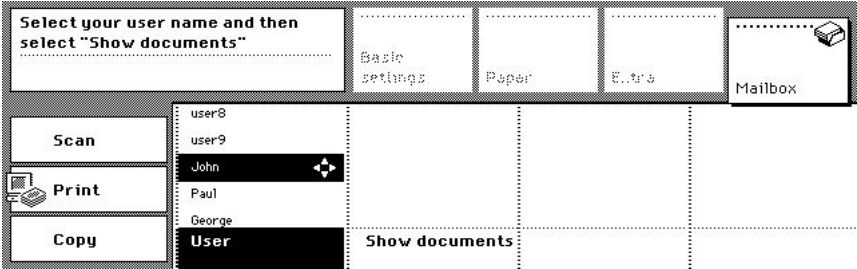 Select your user name and then
select "Show documents"
Basic
settings
Paper
Extra
Mailbox
Scan
Print
Copy
user8
user9
John
Paul
George
User
Show documents